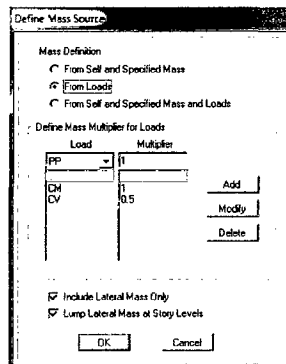 Define Mass Source
Mass Definition
From Self and Specified Mass
From Loads
From Self and Specified Mass and Loads
Define Mass Multiplier for Loads
Load Multiplier
PP 1
CM 1
CV 0.5
Add
Modify
Delete
Include Lateral Mass Only
Lump Lateral Mass at Story Levels
OK Cancel